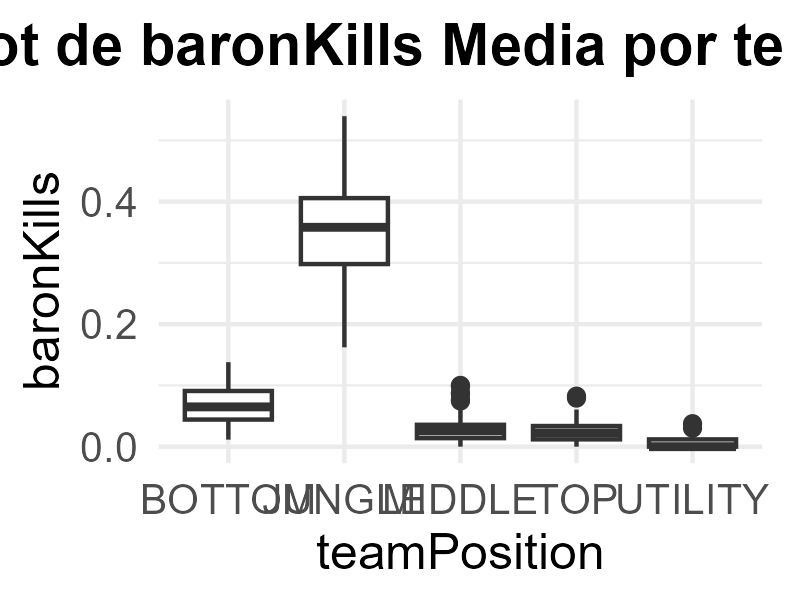 ot de baronKills Media por te
baronKills
0.4
0.2
0.0
BOTTOM JUNGLE MIDDLE TOP UTILITY
teamPosition